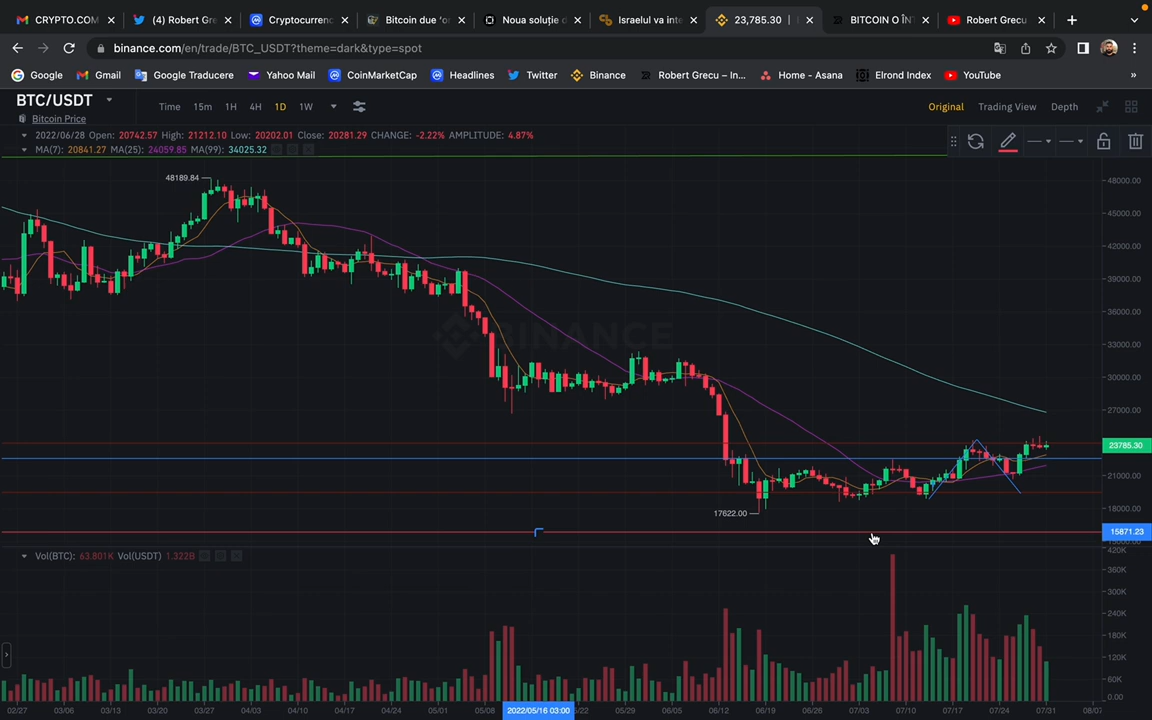 CRYPTO.COM
(4) Robert Gre
Cryptocurrenc
Bitcoin due 'on
Noua soluție d
Israelul va inte
23,785.30 |
BITCOIN O ÎN
Robert Grecu
binance.com/en/trade/BTC_USDT?theme=dark&type=spot
Google
Gmail
Google Traducere
Yahoo Mail
CoinMarketCap
Headlines
Twitter
Binance
Robert Grecu – In...
Home - Asana
Elrond Index
YouTube
»
BTC/USDT
Bitcoin Price
Time 15m 1H 4H 1D 1W
Original Trading View Depth
2022/06/28 Open: 20742.57 High: 21212.10 Low: 20202.01 Close: 20281.29 CHANGE: -2.22% AMPLITUDE: 4.87%
MA(7): 20841.27 MA(25): 24059.85 MA(99): 34025.32
48189.84
48000.00
45000.00
42000.00
39000.00
36000.00
BINANCE
33000.00
30000.00
27000.00
23785.30
21000.00
18000.00
17622.00
15871.23
Vol(BTC): 63.801K Vol(USDT) 1.322B
420K
360K
300K
240K
180K
120K
60K
0.00
02/27 03/06 03/13 03/20 03/27 04/03 04/10 04/17 04/24 05/01 05/08 2022/05/16 03:00 05/29 06/05 06/12 06/19 06/26 07/03 07/10 07/17 07/24 07/31 08/07